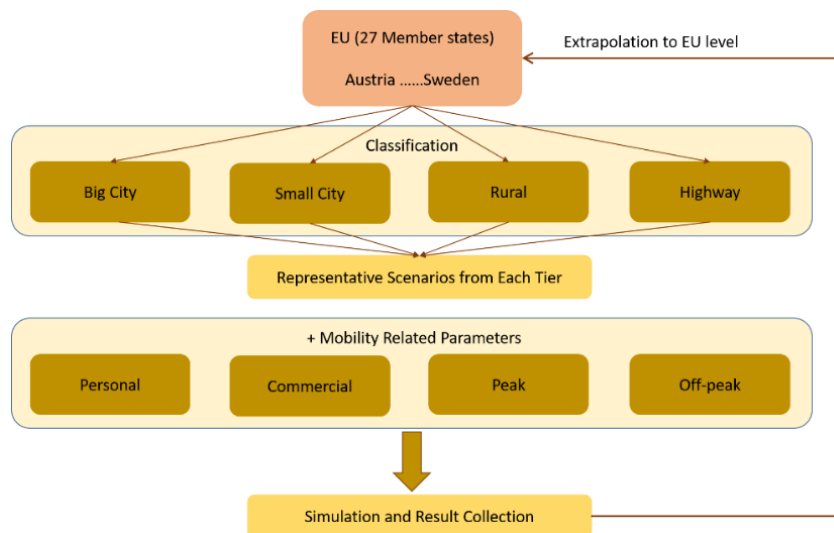 EU (27 Member states)
Extrapolation to EU level
Austria ......Sweden
Classification
Big City
Small City
Rural
Highway
Representative Scenarios from Each Tier
+ Mobility Related Parameters
Personal
Commercial
Peak
Off-peak
Simulation and Result Collection